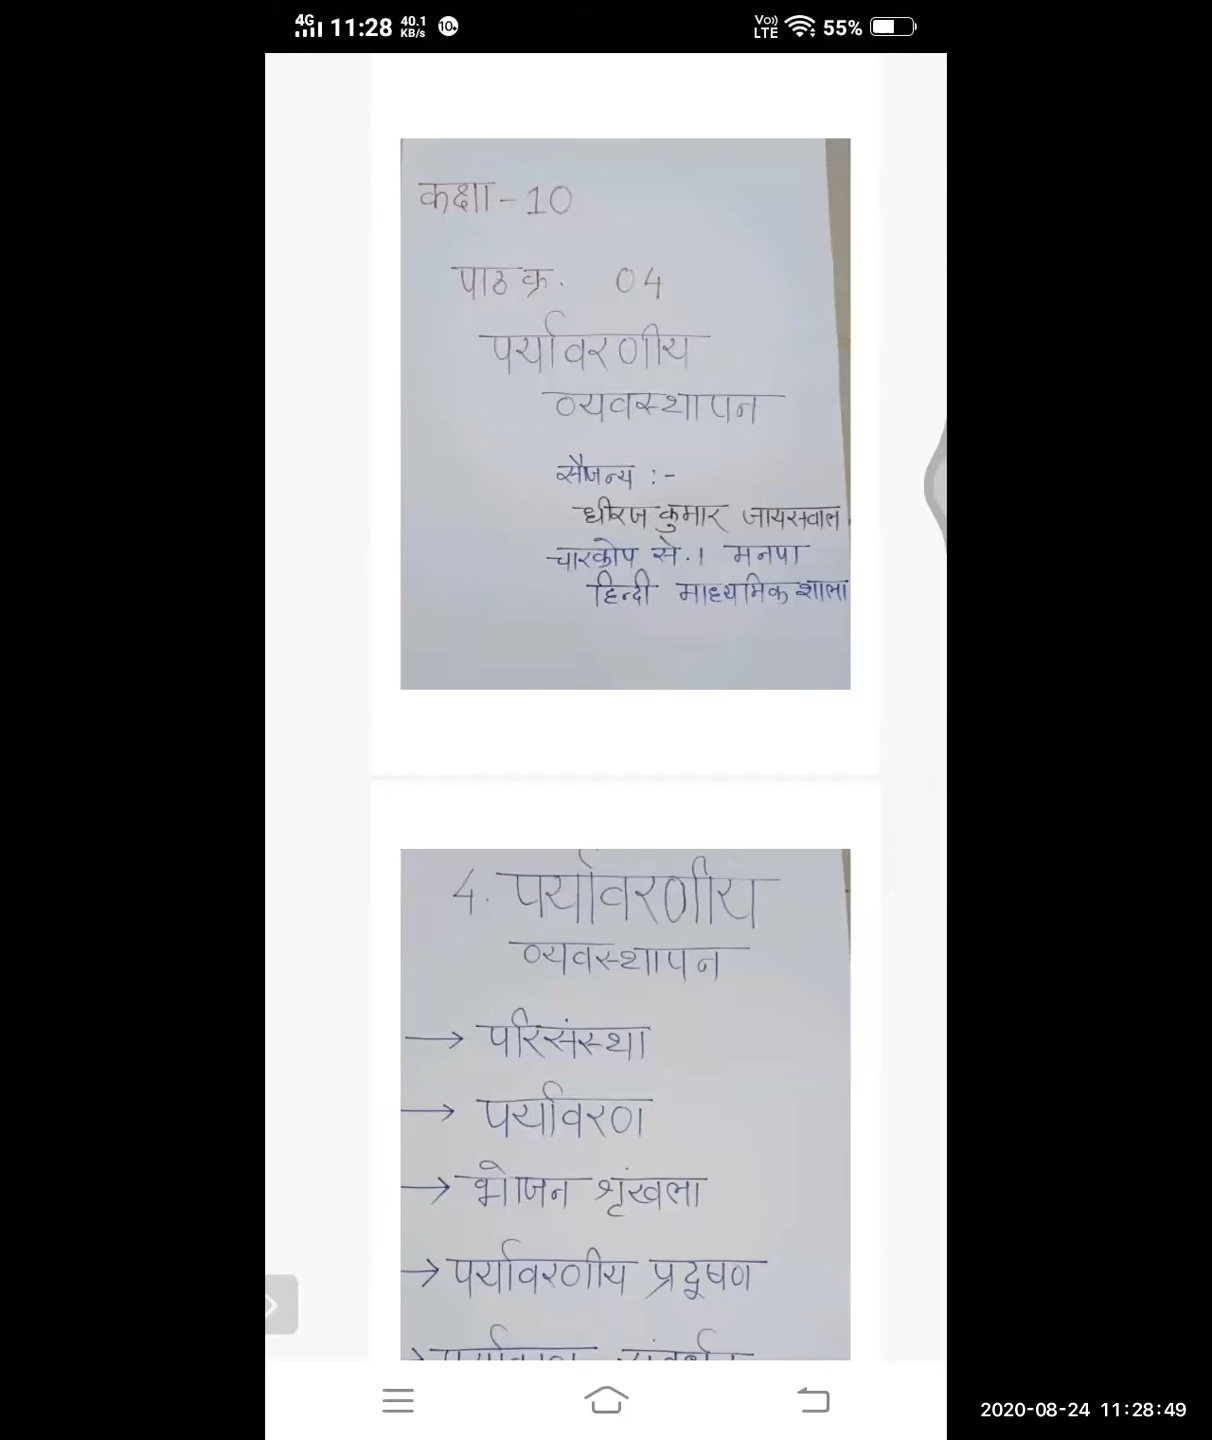 4G 11:28 40.1 KB/s 10+ Vo)) LTE 55%
कक्षा - 10
पाठ क्र. 04
पर्यावरणीय
व्यवस्थापन
सौजन्य :-
धीरज कुमार जायसवाल
चारकोप से.1 मनपा
हिन्दी माध्यमिक शाला
4. पर्यावरणीय
व्यवस्थापन
→ परिसंस्था
→ पर्यावरण
→ भोजन शृंखला
→ पर्यावरणीय प्रदूषण
2020-08-24 11:28:49